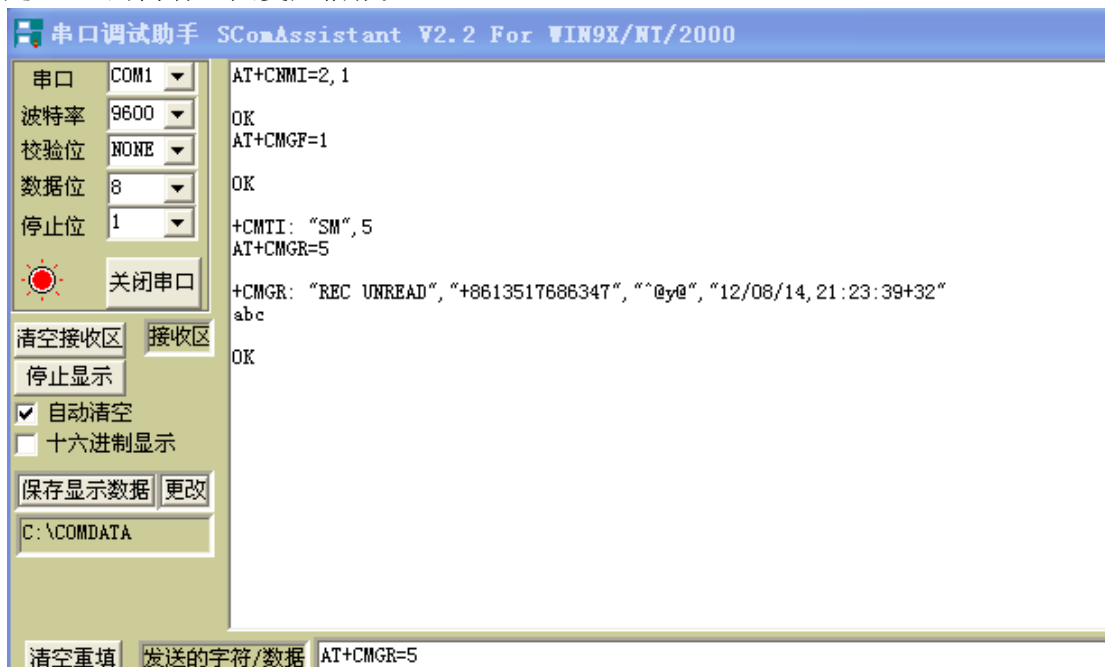 串口调试助手 SComAssistant V2.2 For WIN9X/NT/2000
串口 COM1
波特率 9600
校验位 NONE
数据位 8
停止位 1
关闭串口
清空接收区 接收区
停止显示
自动清空
十六进制显示
保存显示数据 更改
C:\COMDATA
AT+CNMI=2,1
OK
AT+CMGF=1
OK
+CMTI: “SM“,5
AT+CMGR=5
+CMGR: “REC UNREAD“,“+8613517686347“,“^@y@“,“12/08/14,21:23:39+32“
abc
OK
清空重填 发送的字符/数据 AT+CMGR=5